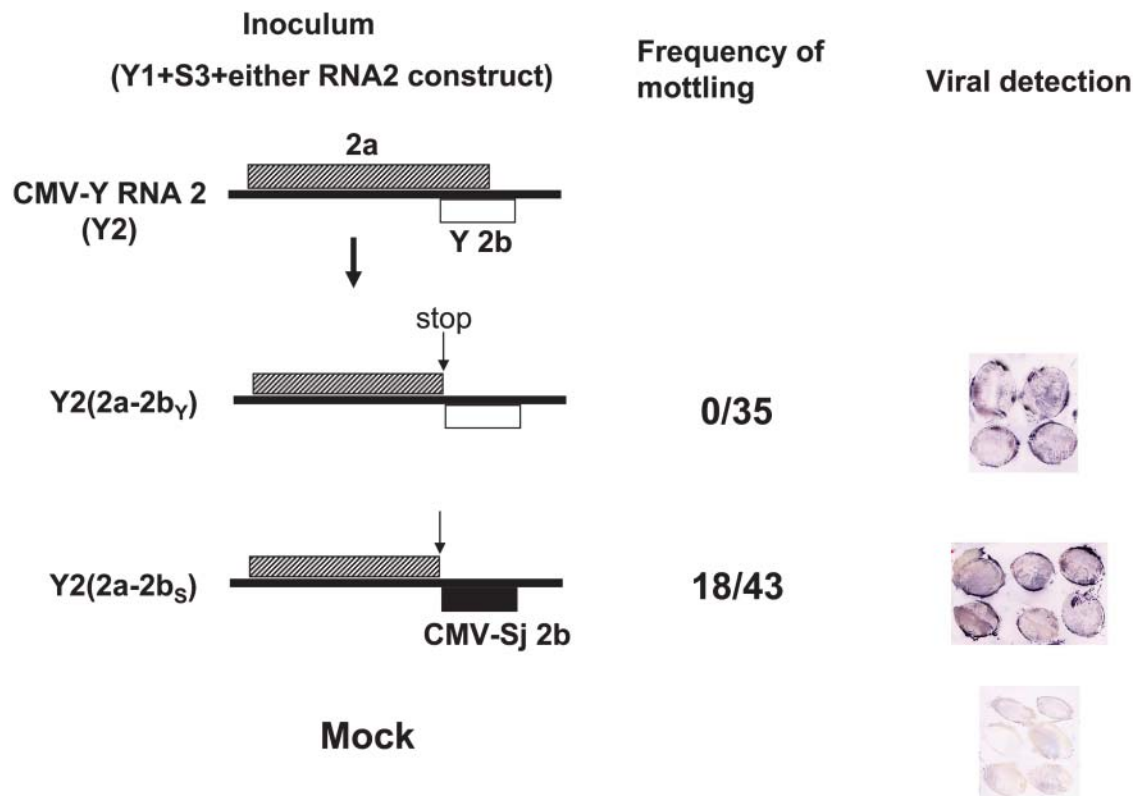 Inoculum
(Y1+S3+either RNA2 construct)
Frequency of
mottling
Viral detection
2a
CMV-Y RNA 2
(Y2)
Y 2b
stop
Y2(2a-2bY)
0/35
Y2(2a-2bS)
18/43
CMV-Sj 2b
Mock